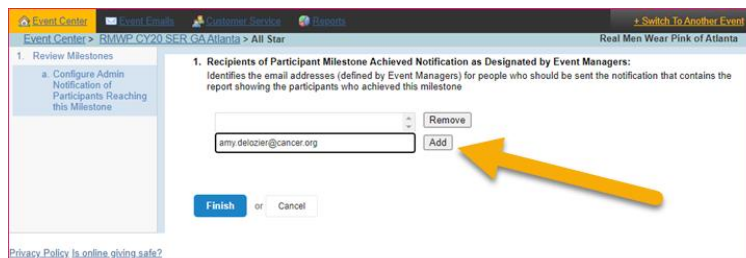 Event Center Event Emails Customer Service Reports + Switch To Another Event
Event Center > RMWP CY20 SER GA Atlanta > All Star Real Men Wear Pink of Atlanta
1. Review Milestones
a. Configure Admin
Notification of
Participants Reaching
this Milestone
1. Recipients of Participant Milestone Achieved Notification as Designated by Event Managers:
Identifies the email addresses (defined by Event Managers) for people who should be sent the notification that contains the
report showing the participants who achieved this milestone
Remove
amy.delozier@cancer.org Add
Finish or Cancel
Privacy Policy Is online giving safe?